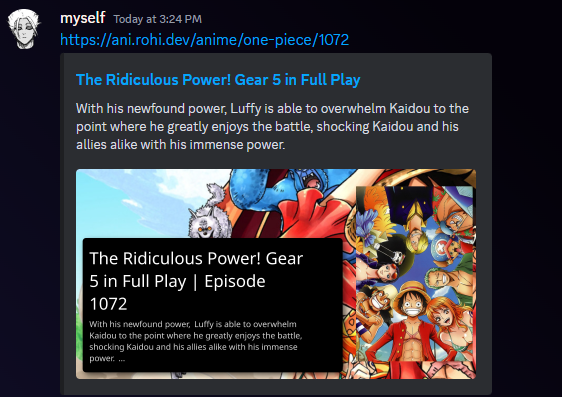 myself Today at 3:24 PM
https://ani.rohi.dev/anime/one-piece/1072
The Ridiculous Power! Gear 5 in Full Play
With his newfound power, Luffy is able to overwhelm Kaidou to the
point where he greatly enjoys the battle, shocking Kaidou and his
allies alike with his immense power.
The Ridiculous Power! Gear
5 in Full Play | Episode
1072
With his newfound power, Luffy is able to overwhelm
Kaidou to the point where he greatly enjoys the battle,
shocking Kaidou and his allies alike with his immense
power. ...